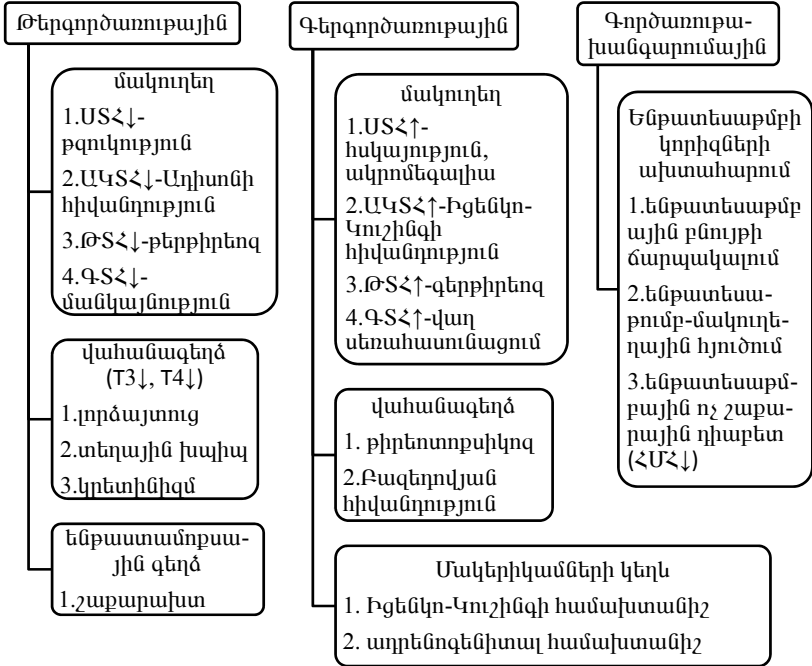 Թերգործառութային
մակուղեղ
1.ՍՏՀ↓-
թզուկություն
2.ԱԿՏՀ↓-Ադիսոնի
հիվանդություն
3.ԹՏՀ↓-թերթիրեոզ
4.ԳՏՀ↓-
մանկայնություն
վահանագեղձ
(T3↓, T4↓)
1.լորձայտուց
2.տեղային խպիպ
3.կրետինիզմ
ենթաստամոքսա-
յին գեղձ
1.շաքարախտ
Գերգործառութային
մակուղեղ
1.ՍՏՀ↑-
հսկայություն,
ակրոմեգալիա
2.ԱԿՏՀ↑-Իցենկո-
Կուշինգի
հիվանդություն
3.ԹՏՀ↑-գերթիրեոզ
4.ԳՏՀ↑-վաղ
սեռահասունացում
վահանագեղձ
1. թիրեոտոքսիկոզ
2.Բազեդովյան
հիվանդություն
Մակերիկամների կեղև
1. Իցենկո-Կուշինգի համախտանիշ
2. ադրենոգենիտալ համախտանիշ
Գործառութա-
խանգարումային
Ենթատեսաթմբի
կորիզների
ախտահարում
1.ենթատեսաթմբ
ային բնույթի
ճարպակալում
2.ենթատեսա-
թումբ-մակուղե-
ղային հյուծում
3.ենթատեսաթմ-
բային ոչ շաքա-
րային դիաբետ
(ՀՄՀ↓)